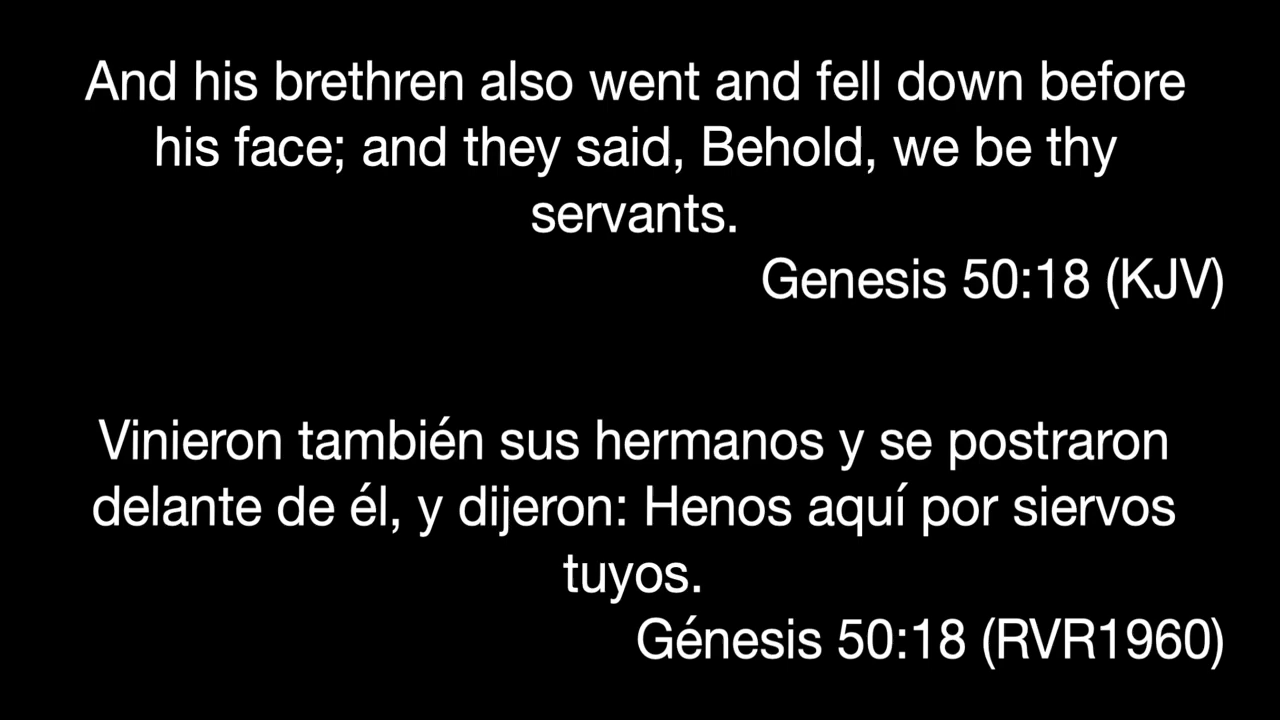 And his brethren also went and fell down before
his face; and they said, Behold, we be thy
servants.
Genesis 50:18 (KJV)
Vinieron también sus hermanos y se postraron
delante de él, y dijeron: Henos aquí por siervos
tuyos.
Génesis 50:18 (RVR1960)